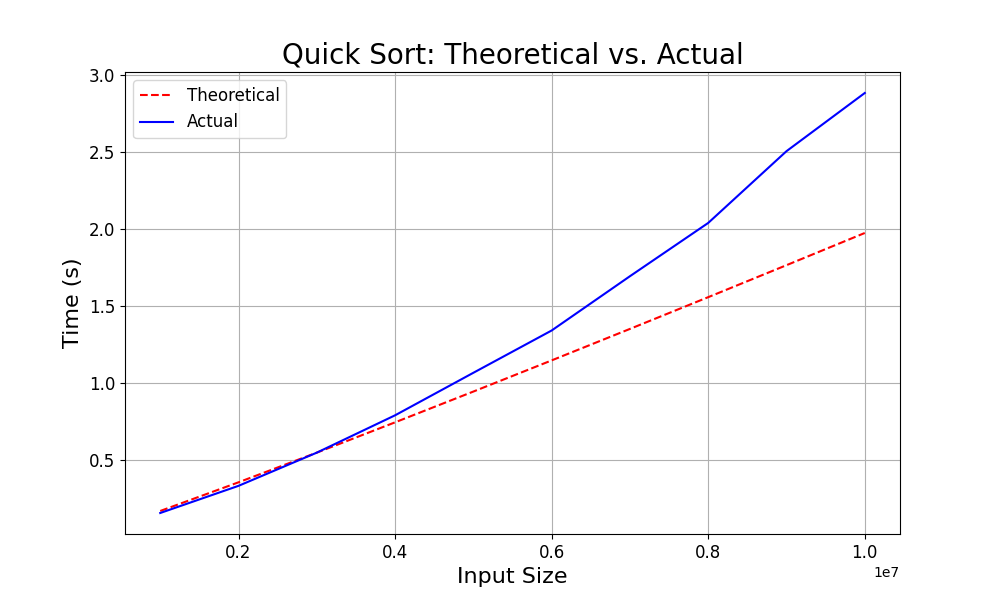 Quick Sort: Theoretical vs. Actual
Theoretical
Actual
Time (s)
3.0
2.5
2.0
1.5
1.0
0.5
0.2 0.4 0.6 0.8 1.0
1e7
Input Size